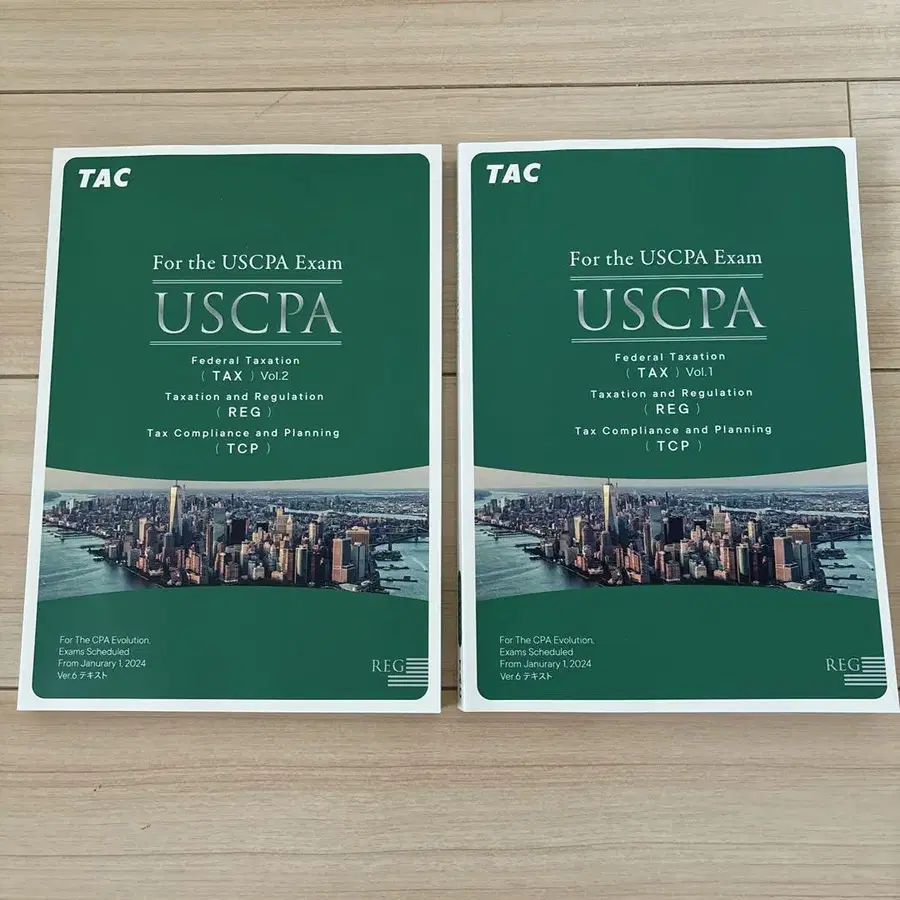 TAC
For the USCPA Exam
USCPA
Federal Taxation
( TAX ) Vol.2
Taxation and Regulation
( REG )
Tax Compliance and Planning
( TCP )
For The CPA Evolution.
Exams Scheduled
From Janurary 1, 2024
Ver.6 テキスト
REG
TAC
For the USCPA Exam
USCPA
Federal Taxation
( TAX ) Vol.1
Taxation and Regulation
( REG )
Tax Compliance and Planning
( TCP )
For The CPA Evolution.
Exams Scheduled
From Janurary 1, 2024
Ver.6 テキスト
REG